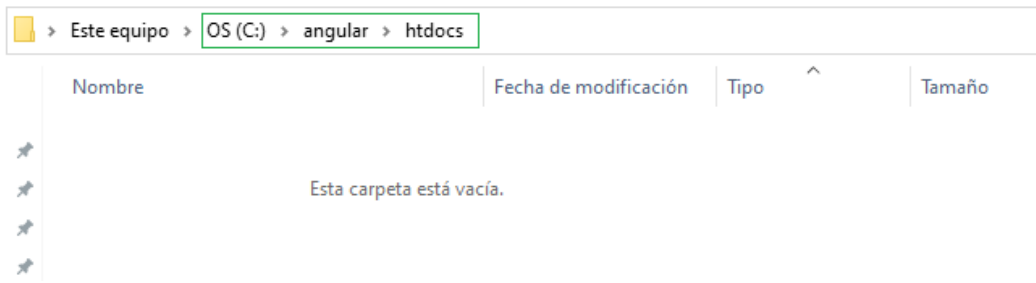 Este equipo > OS (C:) > angular > htdocs
Nombre Fecha de modificación Tipo Tamaño
Esta carpeta está vacía.